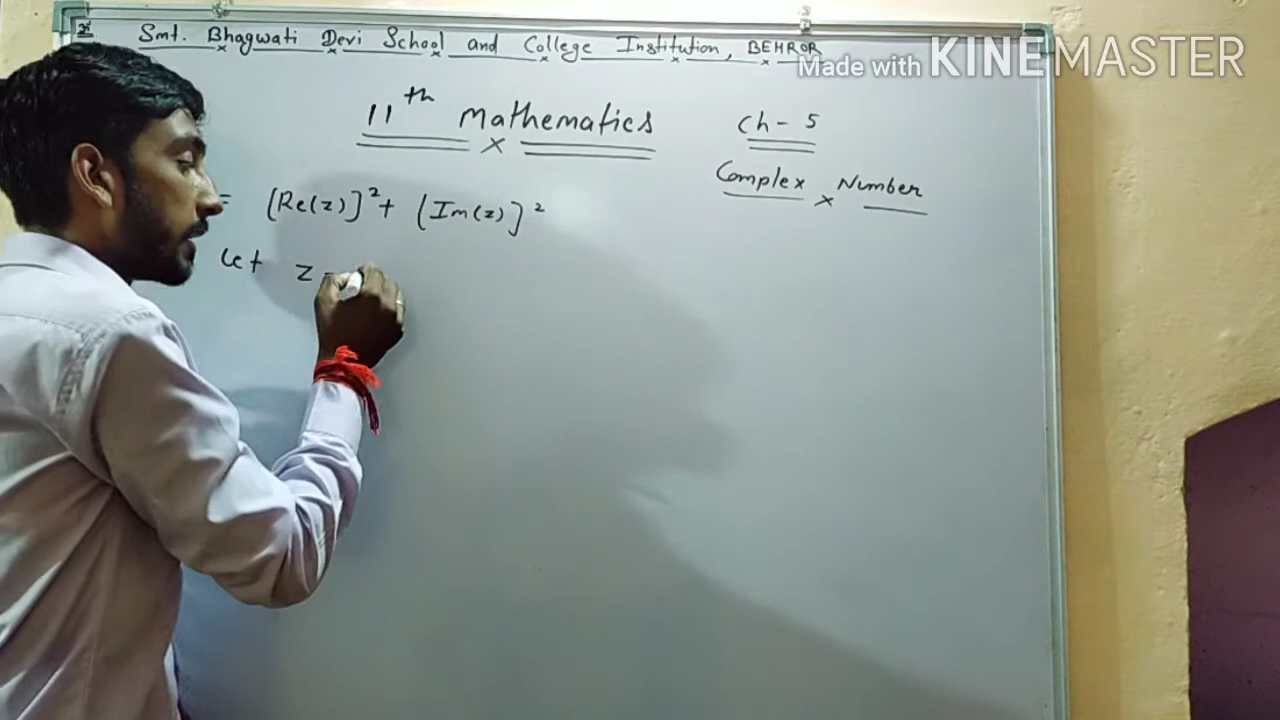 Smt. Bhagwati Devi School and College Institution, BEHROR
Made with KINEMASTER
11th Mathematics
Ch - 5
Complex × Number
= [Re(z)]² + [Im(z)]²
let z =